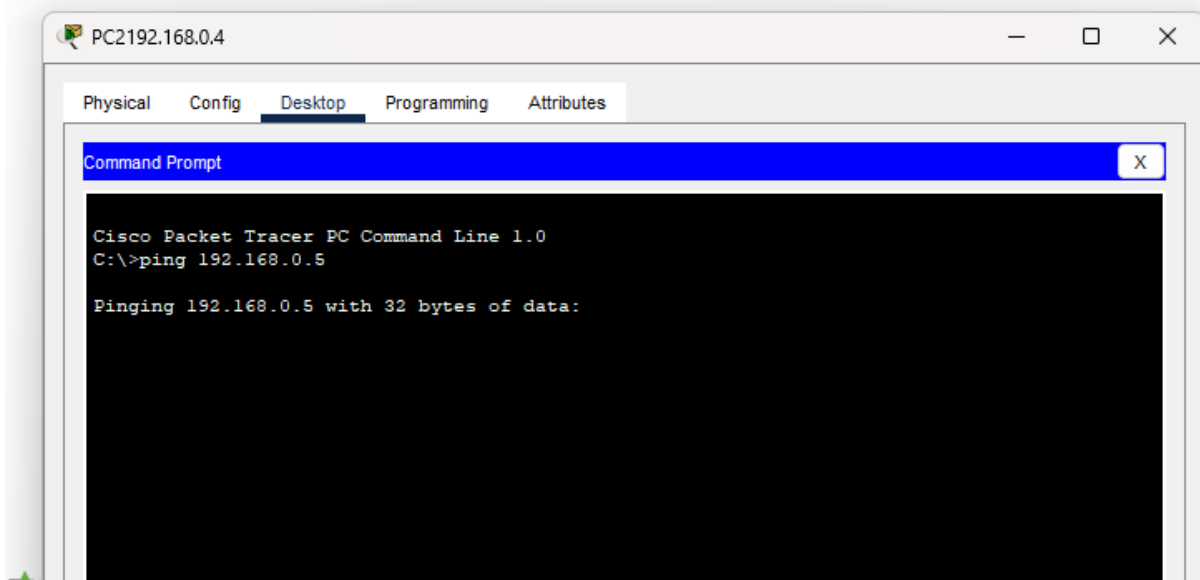 PC2192.168.0.4
Physical Config Desktop Programming Attributes
Command Prompt X
Cisco Packet Tracer PC Command Line 1.0
C:\>ping 192.168.0.5
Pinging 192.168.0.5 with 32 bytes of data: